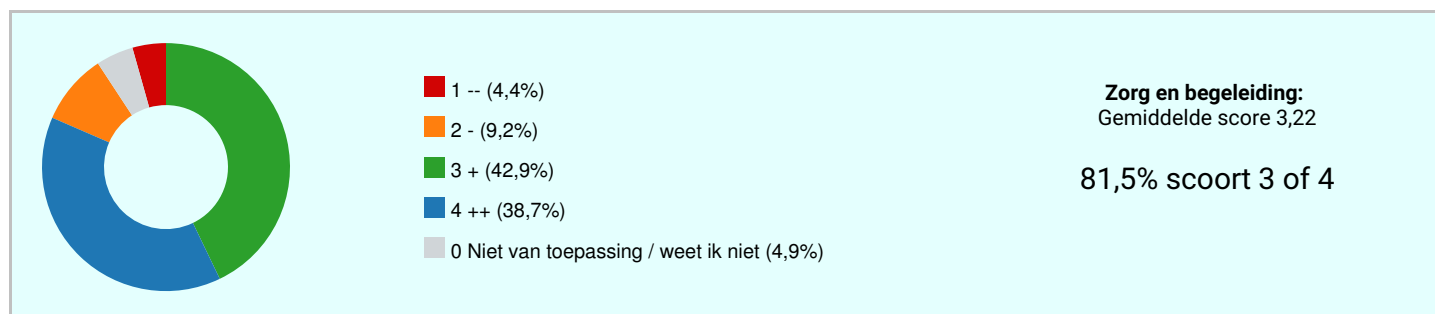 1 -- (4,4%)
2 - (9,2%)
3 + (42,9%)
4 ++ (38,7%)
0 Niet van toepassing / weet ik niet (4,9%)
Zorg en begeleiding:
Gemiddelde score 3,22
81,5% scoort 3 of 4